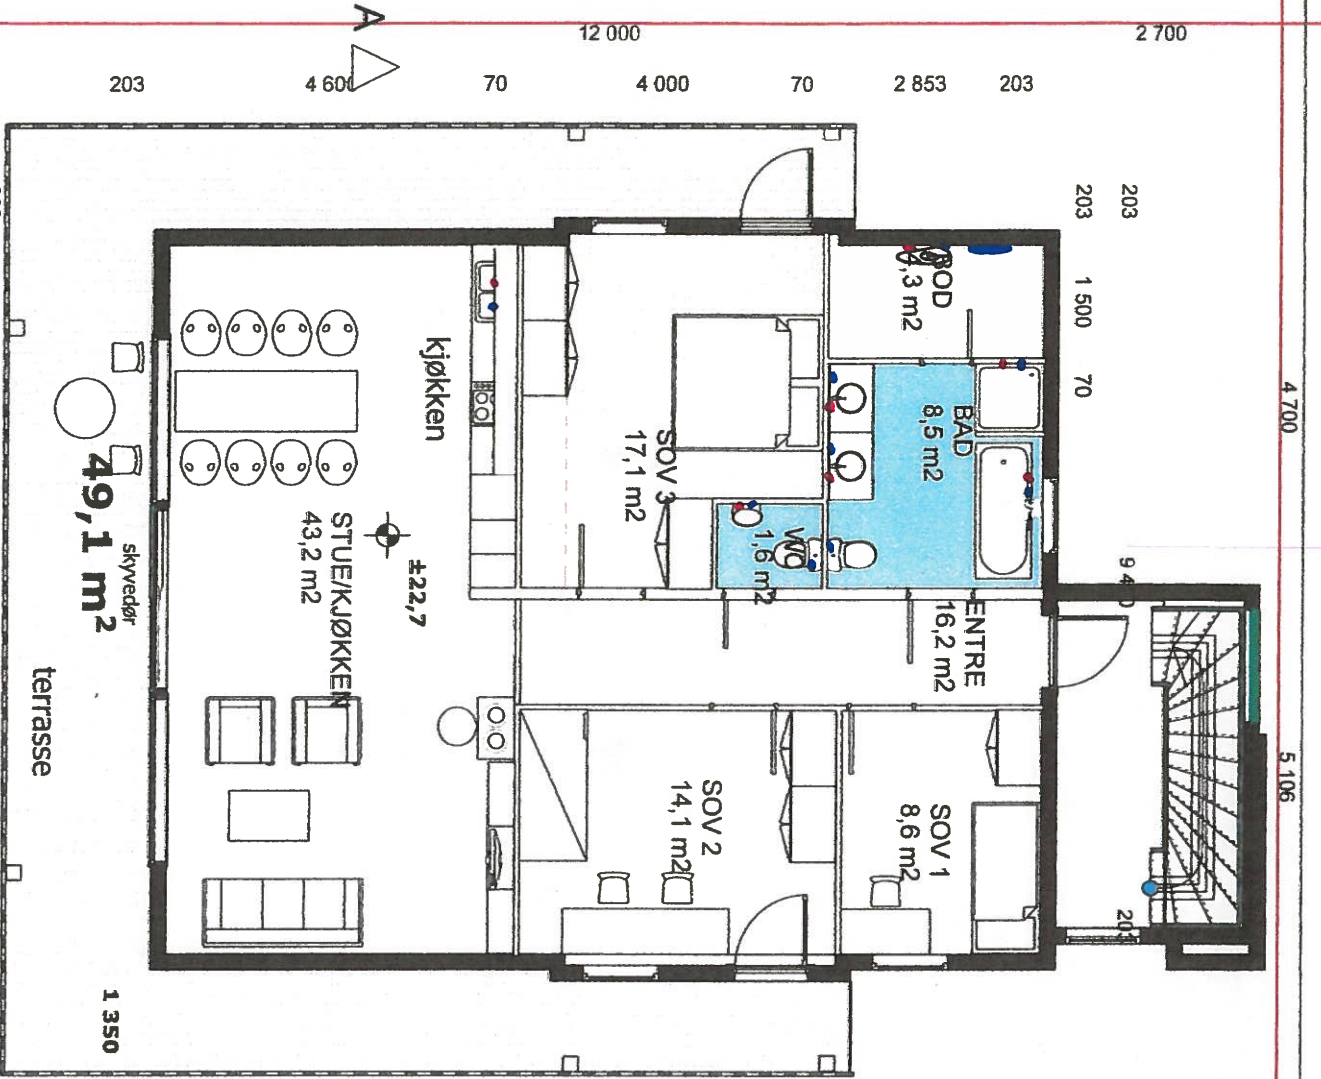 A
12 000
2 700
203
4 600
70
4 000
70
2 853
203
203
203
1 500
70
4 700
BOD
4,3 m2
kjøkken
BAD
8,5 m2
SOV 3
17,1 m2
WC
1,6 m2
49,1 m²
skyvedør
STUE/KJØKKEN
43,2 m2
±22,7
ENTRE
16,2 m2
terrasse
SOV 2
14,1 m2
SOV 1
8,6 m2
5 106
203
1 350